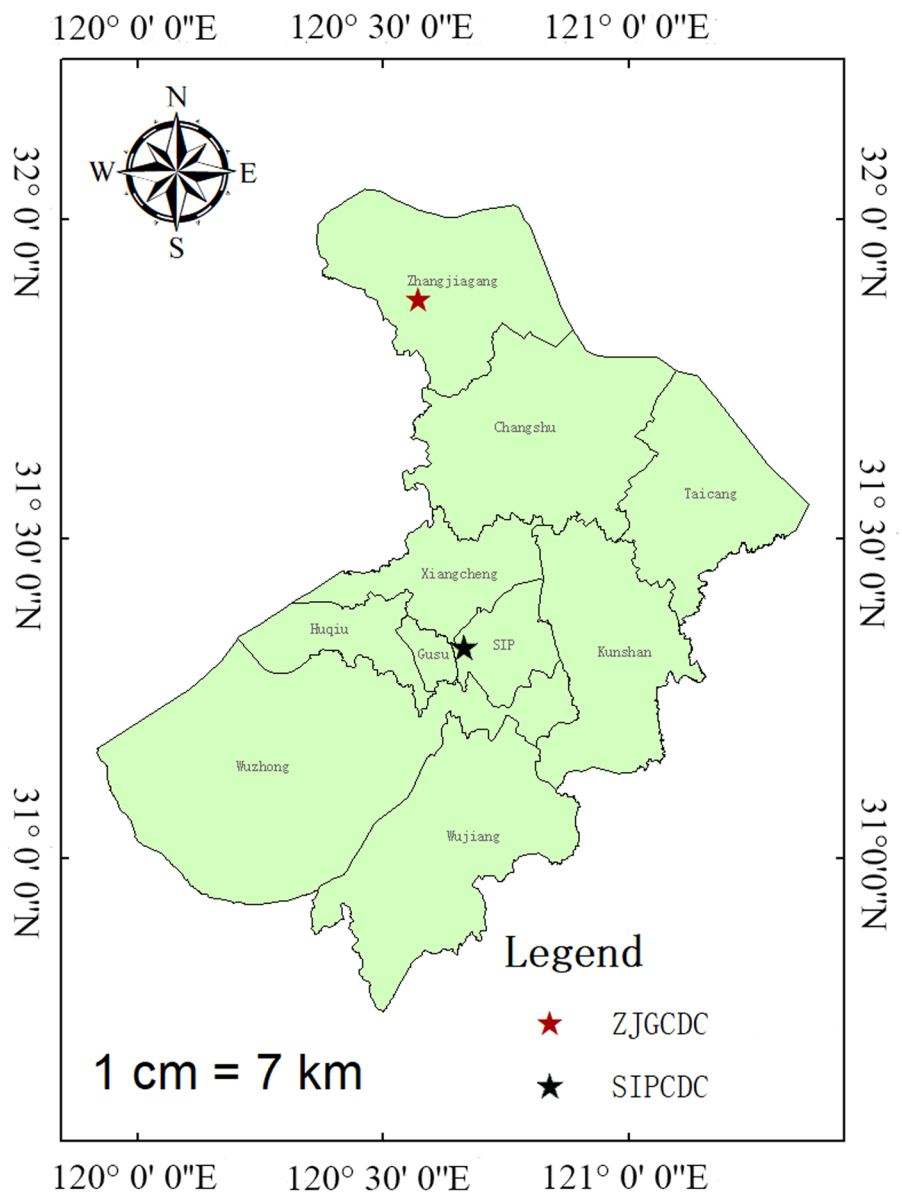 120° 0' 0"E 120° 30' 0"E 121° 0' 0"E
N
W E
S
32° 0' 0"N 32° 0' 0"N
Zhangjiagang
Changshu
Taicang
31° 30' 0"N 31° 30' 0"N
Xiangcheng
Huqiu
Gusu
SIP
Kunshan
Wuzhong
31° 0' 0"N 31°0'0"N
Wujiang
Legend
ZJGCDC
1 cm = 7 km
SIPCDC
120° 0' 0"E 120° 30' 0"E 121° 0' 0"E